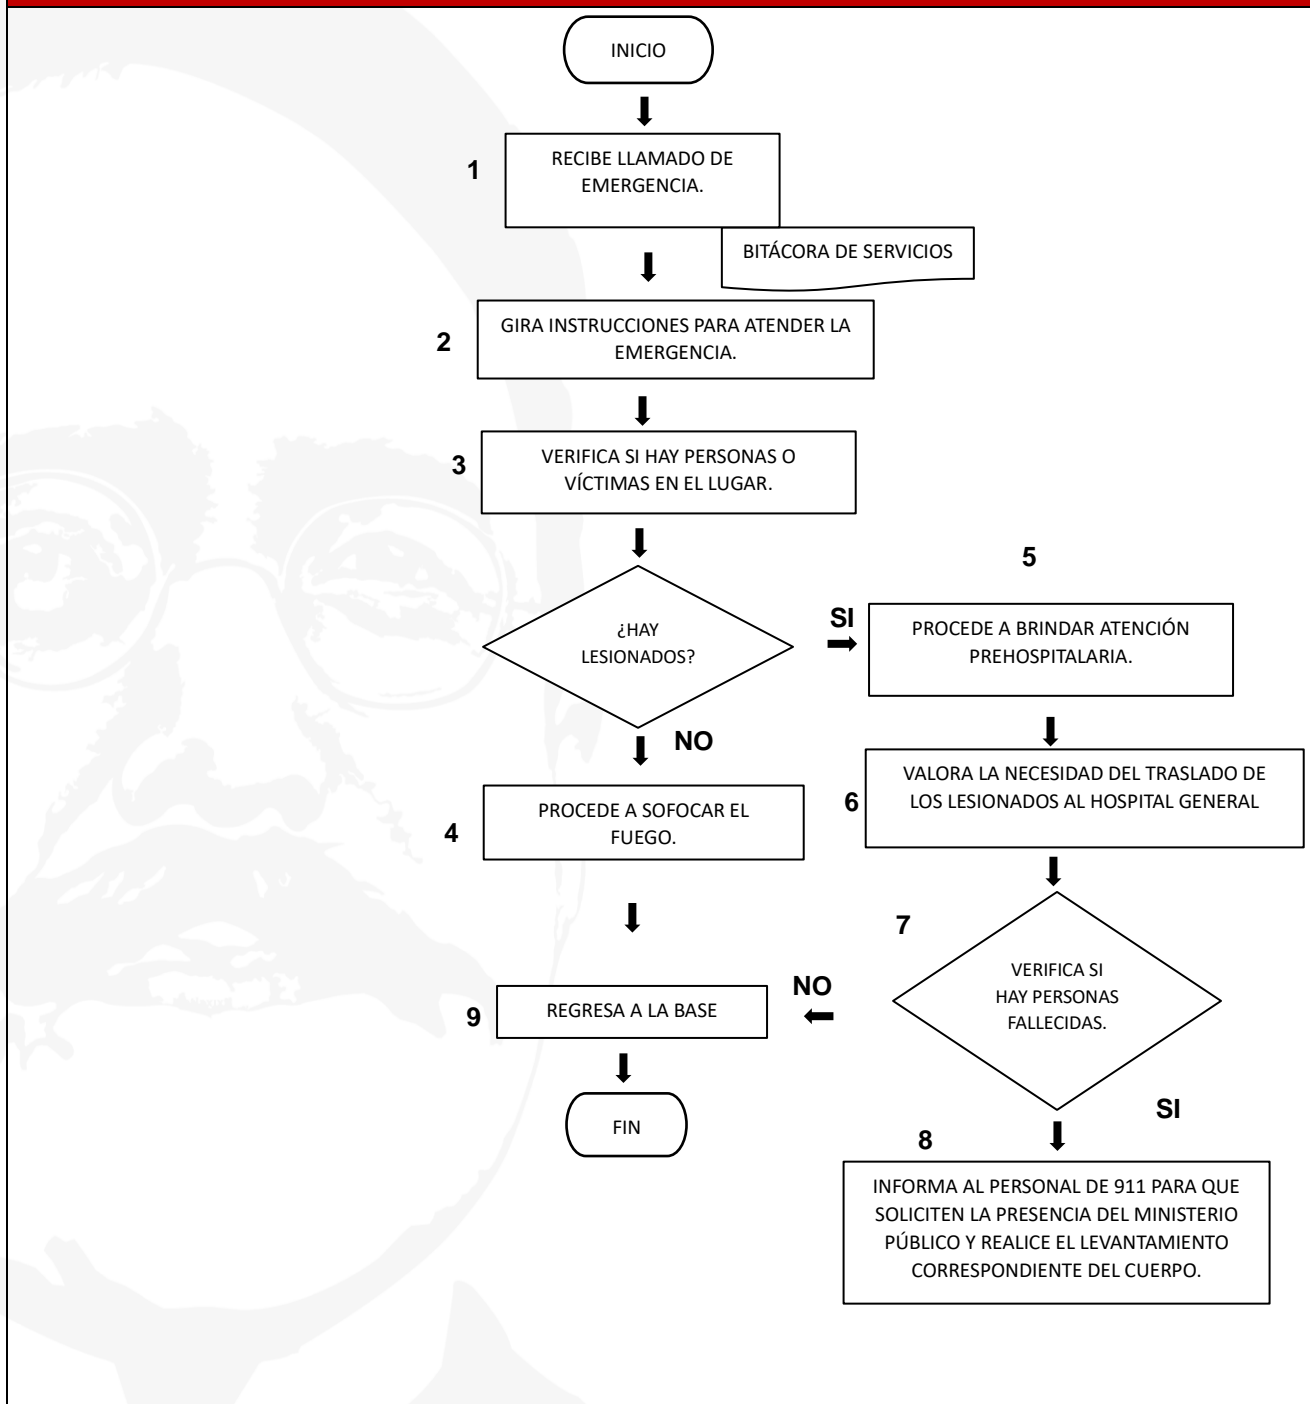 INICIO
1
RECIBE LLAMADO DE
EMERGENCIA.
BITÁCORA DE SERVICIOS
2
GIRA INSTRUCCIONES PARA ATENDER LA
EMERGENCIA.
3
VERIFICA SI HAY PERSONAS O
VÍCTIMAS EN EL LUGAR.
¿HAY
LESIONADOS?
SI
5
PROCEDE A BRINDAR ATENCIÓN
PREHOSPITALARIA.
NO
4
PROCEDE A SOFOCAR EL
FUEGO.
6
VALORA LA NECESIDAD DEL TRASLADO DE
LOS LESIONADOS AL HOSPITAL GENERAL
7
VERIFICA SI
HAY PERSONAS
FALLECIDAS.
NO
9
REGRESA A LA BASE
FIN
SI
8
INFORMA AL PERSONAL DE 911 PARA QUE
SOLICITEN LA PRESENCIA DEL MINISTERIO
PÚBLICO Y REALICE EL LEVANTAMIENTO
CORRESPONDIENTE DEL CUERPO.